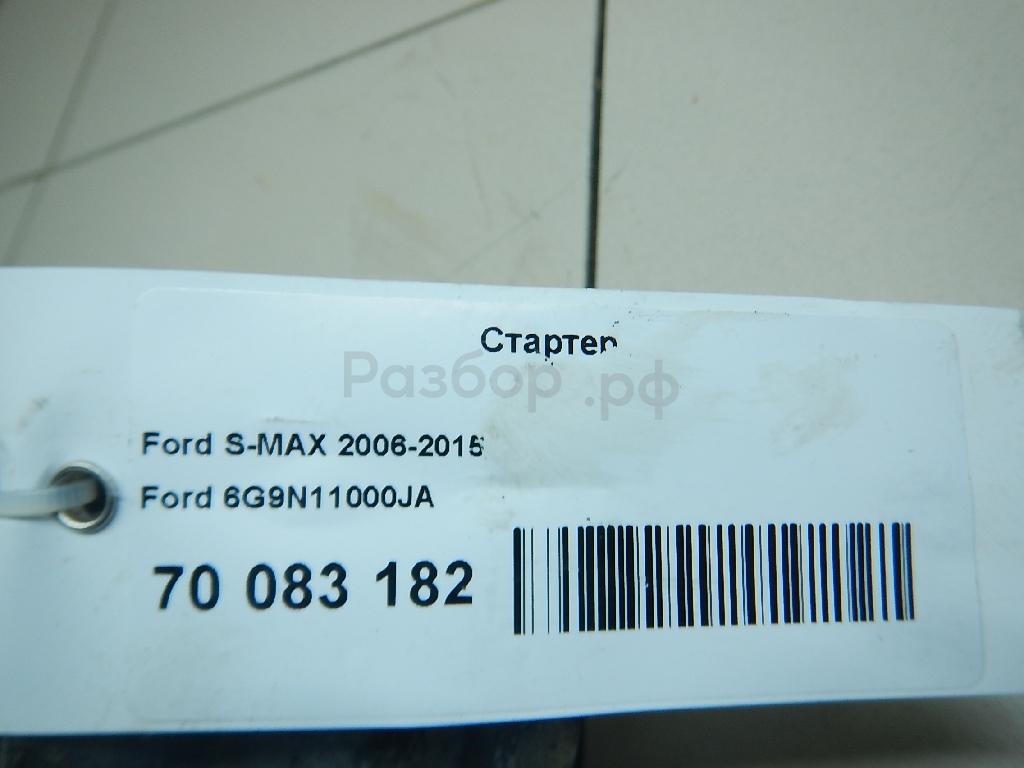 Стартер
Разбор.рф
Ford S-MAX 2006-2015
Ford 6G9N11000JA
70 083 182